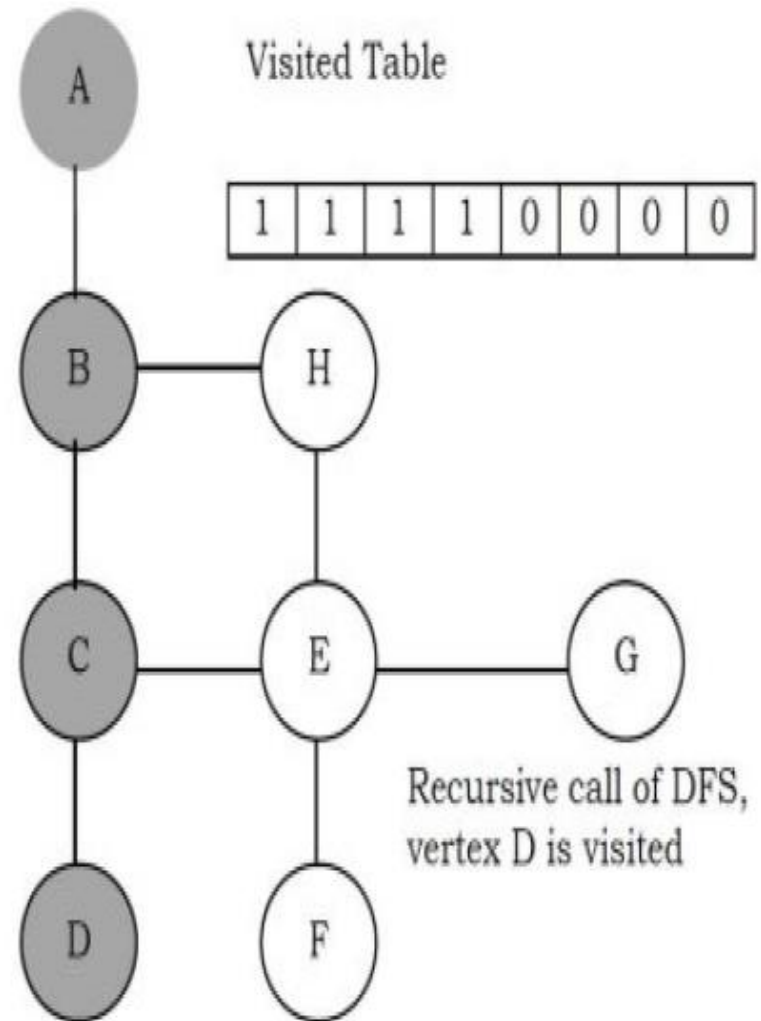 A
Visited Table
1 1 1 1 0 0 0 0
B H
C E G
Recursive call of DFS,
vertex D is visited
D F